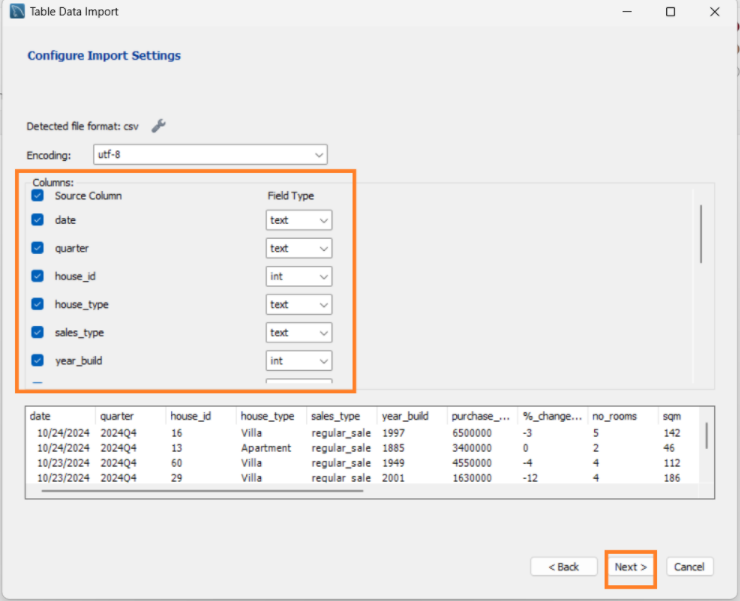 Table Data Import
Configure Import Settings
Detected file format: csv
Encoding: utf-8
Columns:
Source Column Field Type
date text
quarter text
house_id int
house_type text
sales_type text
year_build int
date quarter house_id house_type sales_type year_build purchase_... %_change... no_rooms sqm
10/24/2024 2024Q4 16 Villa regular_sale 1997 6500000 -3 5 142
10/24/2024 2024Q4 13 Apartment regular_sale 1885 3400000 0 2 46
10/23/2024 2024Q4 60 Villa regular_sale 1949 4550000 -4 4 112
10/23/2024 2024Q4 29 Villa regular_sale 2001 1630000 -12 4 186
< Back Next > Cancel